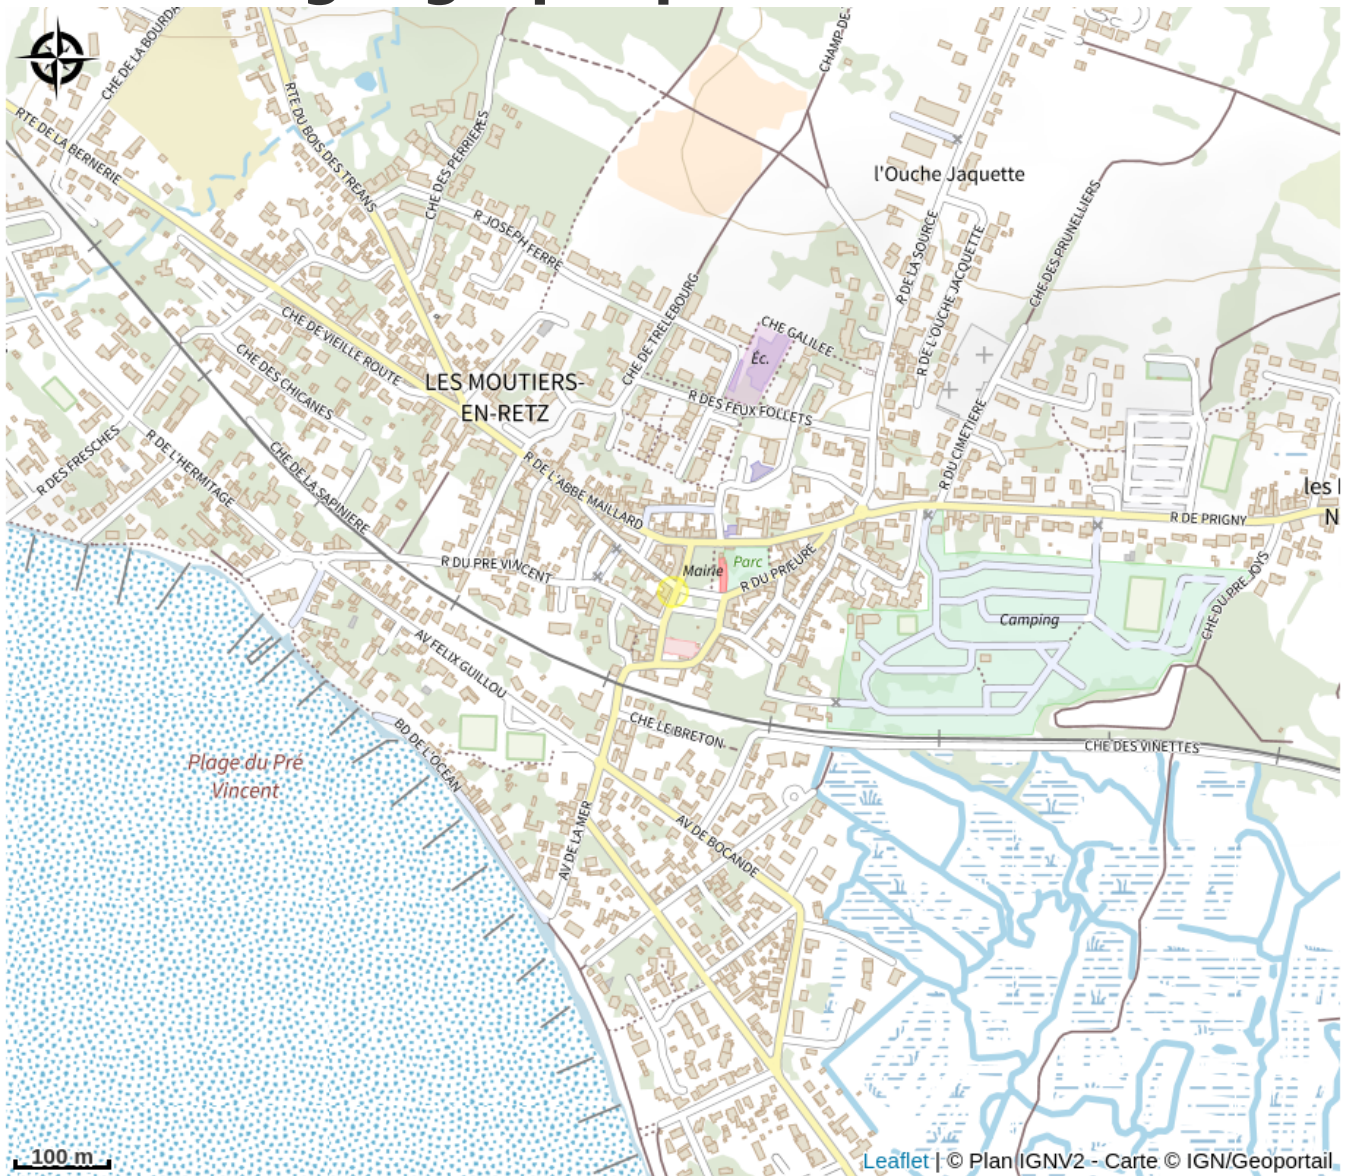 CHE DE LA BOURDA
RTE DE LA BERNERIE
RTE DU BOIS DES TREANS
CHE DES PERRIERES
R JOSEPH FERRE
CHAMP-DE-
l'Ouche Jaquette
R DE LA SOURCE
R DE L'OUCHE JACQUETTE
CHE DES PRUNELLIERS
CHE DE TRELEBOURG
CHE GALILEE
Éc.
CHE DE VIEILLE ROUTE
CHE DES CHICANES
LES MOUTIERS-
EN-RETZ
R DES FEUX FOLLETS
R DU CIMETIERE
R DES FRESCHES
R DE L'HERMITAGE
CHE DE LA SAPINIERE
R DE L'ABBE MAILLARD
les
N
R DE PRIGNY
R DU PRE VINCENT
Mairie
Parc
R DU PRIEURE
Camping
CHE DU PRE JOYS
AV FELIX GUILLOU
BD DE L'OCEAN
CHE LE BRETON
CHE DES VINETTES
Plage du Pré
Vincent
AV DE LA MER
AV DE BOCANDE
100 m
Leaflet | © Plan IGNV2 - Carte © IGN/Geoportail